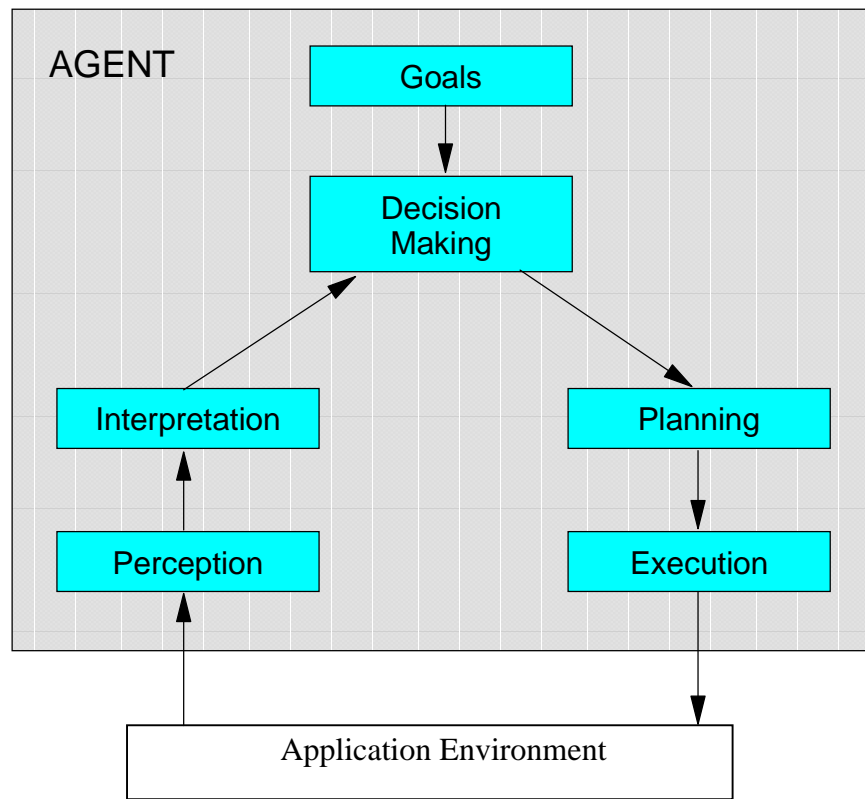 AGENT
Goals
Decision
Making
Interpretation
Planning
Perception
Execution
Application Environment